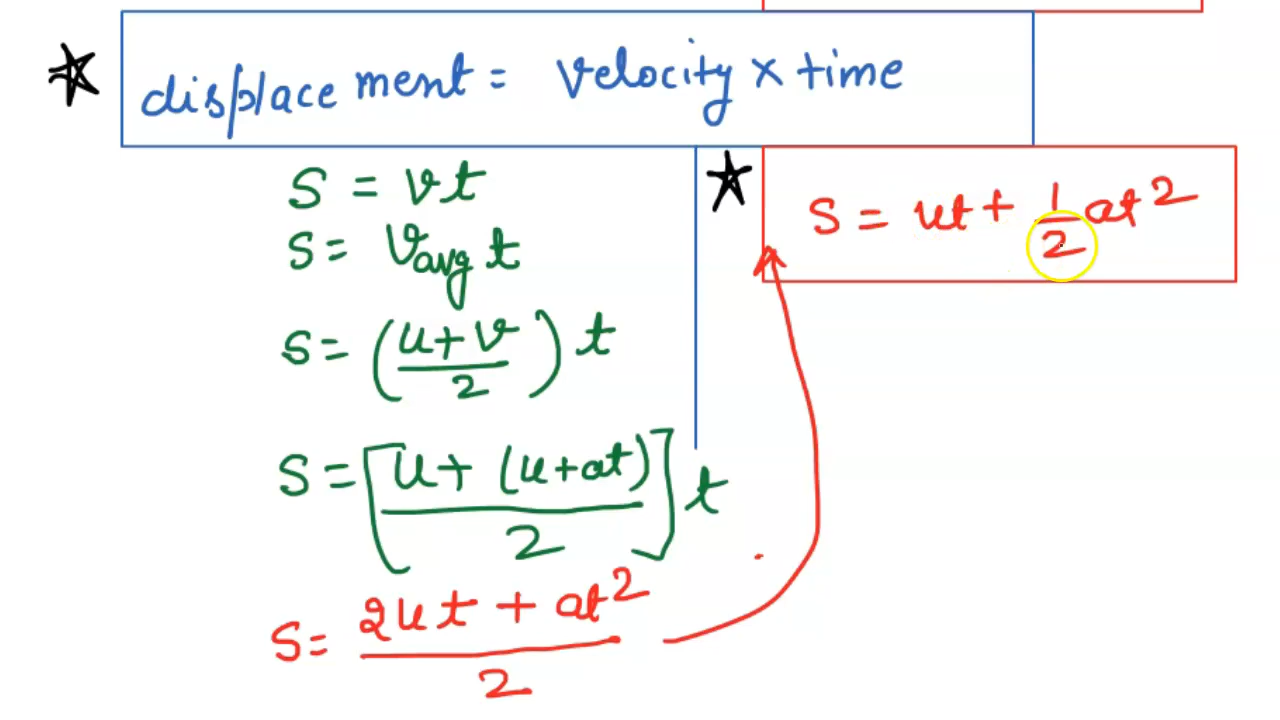 displacement = velocity × time
S = vt
S = v_avg t
S = (u+v/2) t
S = [u+ (u+at)/2] t
S = 2ut + at²/2
S = ut + 1/2 at²